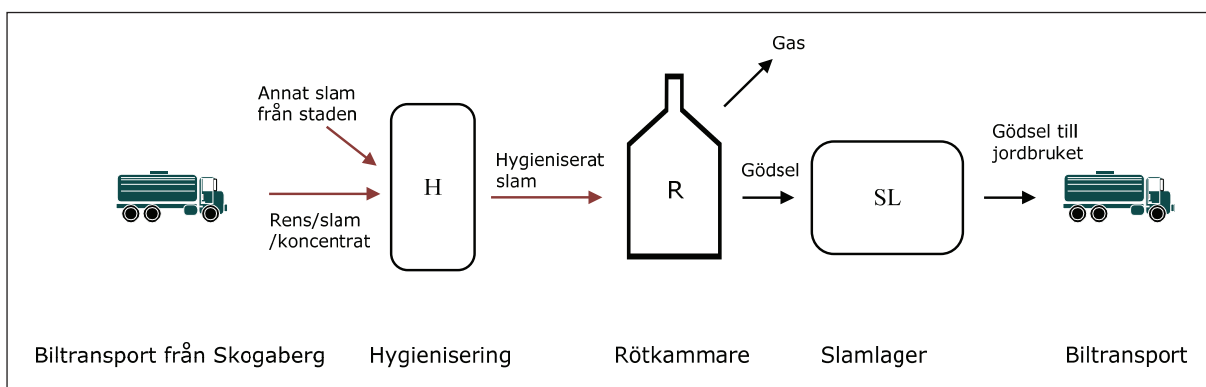 Gas
Annat slam
från staden
Hygieniserat
slam
Gödsel
Gödsel till
jordbruket
H
R
SL
Rens/slam
/koncentrat
Biltransport från Skogaberg
Hygienisering
Rötkammare
Slamlager
Biltransport